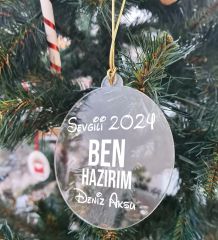 Sevgili 2024
BEN
HAZIRIM
Deniz Aksu